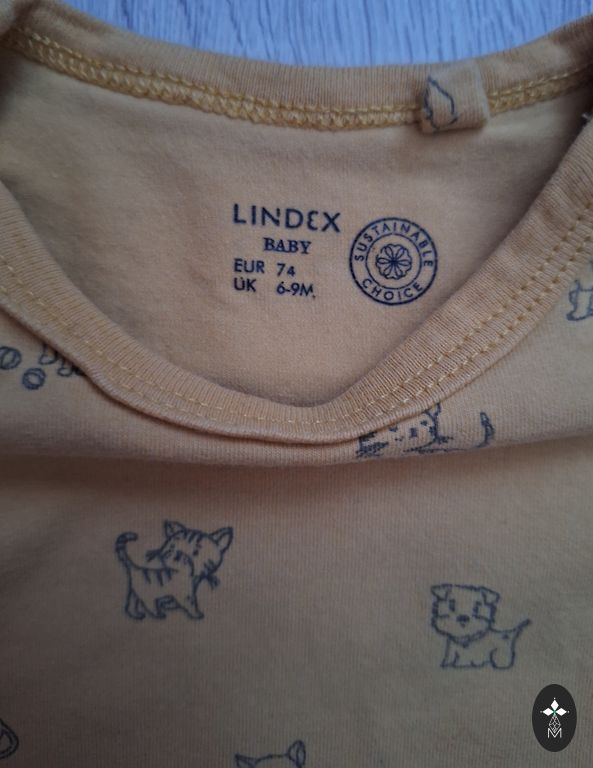 LINDEX
BABY
EUR 74
UK 6-9M.
SUSTAINABLE
CHOICE
M